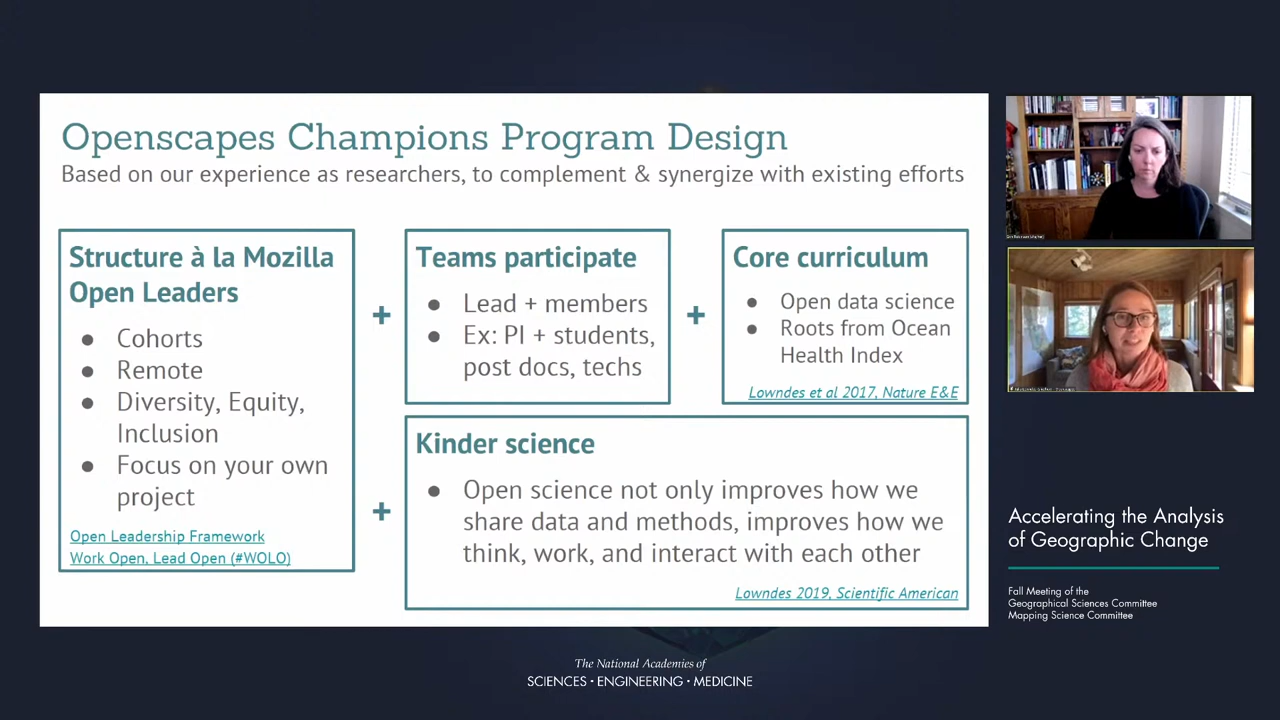 Openscapes Champions Program Design
Based on our experience as researchers, to complement & synergize with existing efforts
Structure à la Mozilla
Open Leaders
● Cohorts
● Remote
● Diversity, Equity,
Inclusion
● Focus on your own
project
Open Leadership Framework
Work Open, Lead Open (#WOLO)
+
Teams participate
● Lead + members
● Ex: PI + students,
post docs, techs
+
Core curriculum
● Open data science
● Roots from Ocean
Health Index
Lowndes et al 2017, Nature E&E
+
Kinder science
● Open science not only improves how we
share data and methods, improves how we
think, work, and interact with each other
Lowndes 2019, Scientific American
Accelerating the Analysis
of Geographic Change
Fall Meeting of the
Geographical Sciences Committee
Mapping Science Committee
The National Academies of
SCIENCES · ENGINEERING · MEDICINE